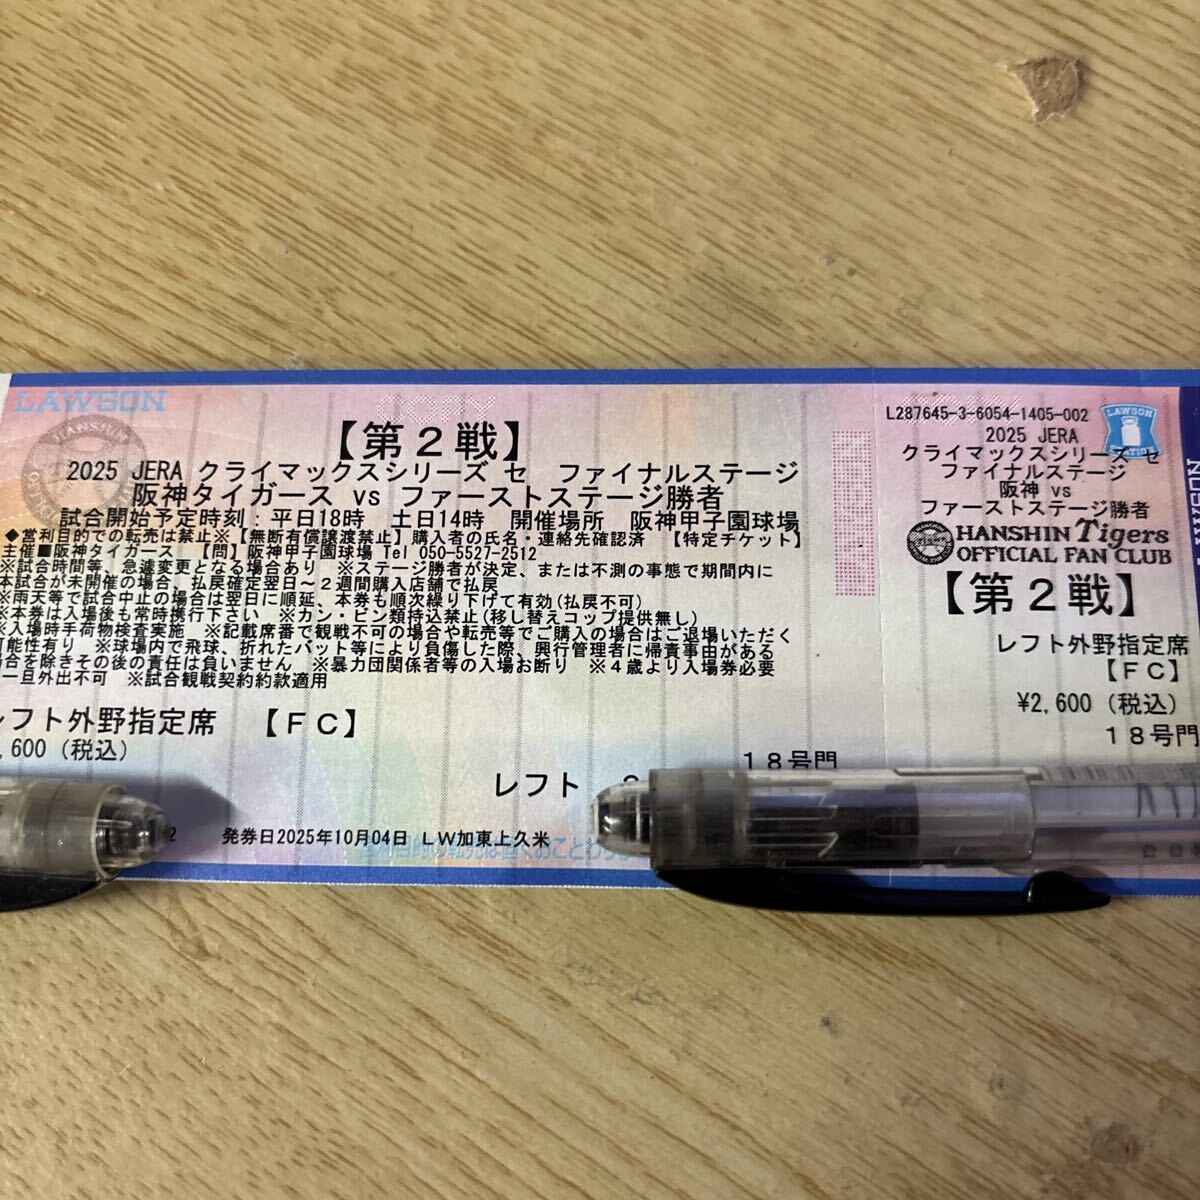 LAWSON
COPY
【第２戦】
2025 JERA クライマックスシリーズ セ　ファイナルステージ
阪神タイガース vs ファーストステージ勝者
試合開始予定時刻：平日18時　土日14時　開催場所　阪神甲子園球場
◆営利目的での転売は禁止※【無断有償譲渡禁止】購入者の氏名・連絡先確認済　【特定チケット】
主催■阪神タイガース　【問】阪神甲子園球場 Tel 050-5527-2512
※試合時間等、急遽変更となる場合あり　※ステージ勝者が決定、または不測の事態で期間内に
本試合が未開催の場合、払戻確定翌日～２週間購入店舗で払戻
※雨天等で試合中止の場合は翌日に順延、本券も順次繰り下げて有効(払戻不可)
※本券は入場後も常時携行下さい　※カン・ビン類持込禁止(移し替えコップ提供無し)
※入場時手荷物検査実施　※記載席番で観戦不可の場合や転売等でご購入の場合はご退場いただく
可能性有り　※球場内で飛球、折れたバット等により負傷した際、興行管理者に帰責事由がある
場合を除きその後の責任は負いません　※暴力団関係者等の入場お断り　※４歳より入場券必要
一旦外出不可　※試合観戦契約約款適用
レフト外野指定席　【ＦＣ】
,600（税込）
１８号門
レフト
2　発券日2025年10月04日　ＬＷ加東上久米
L287645-3-6054-1405-002
LAWSON
STATION
2025 JERA
クライマックスシリーズ セ
ファイナルステージ
阪神 vs
ファーストステージ勝者
HANSHIN Tigers
OFFICIAL FAN CLUB
【第２戦】
レフト外野指定席
【ＦＣ】
¥2,600（税込）
１８号門